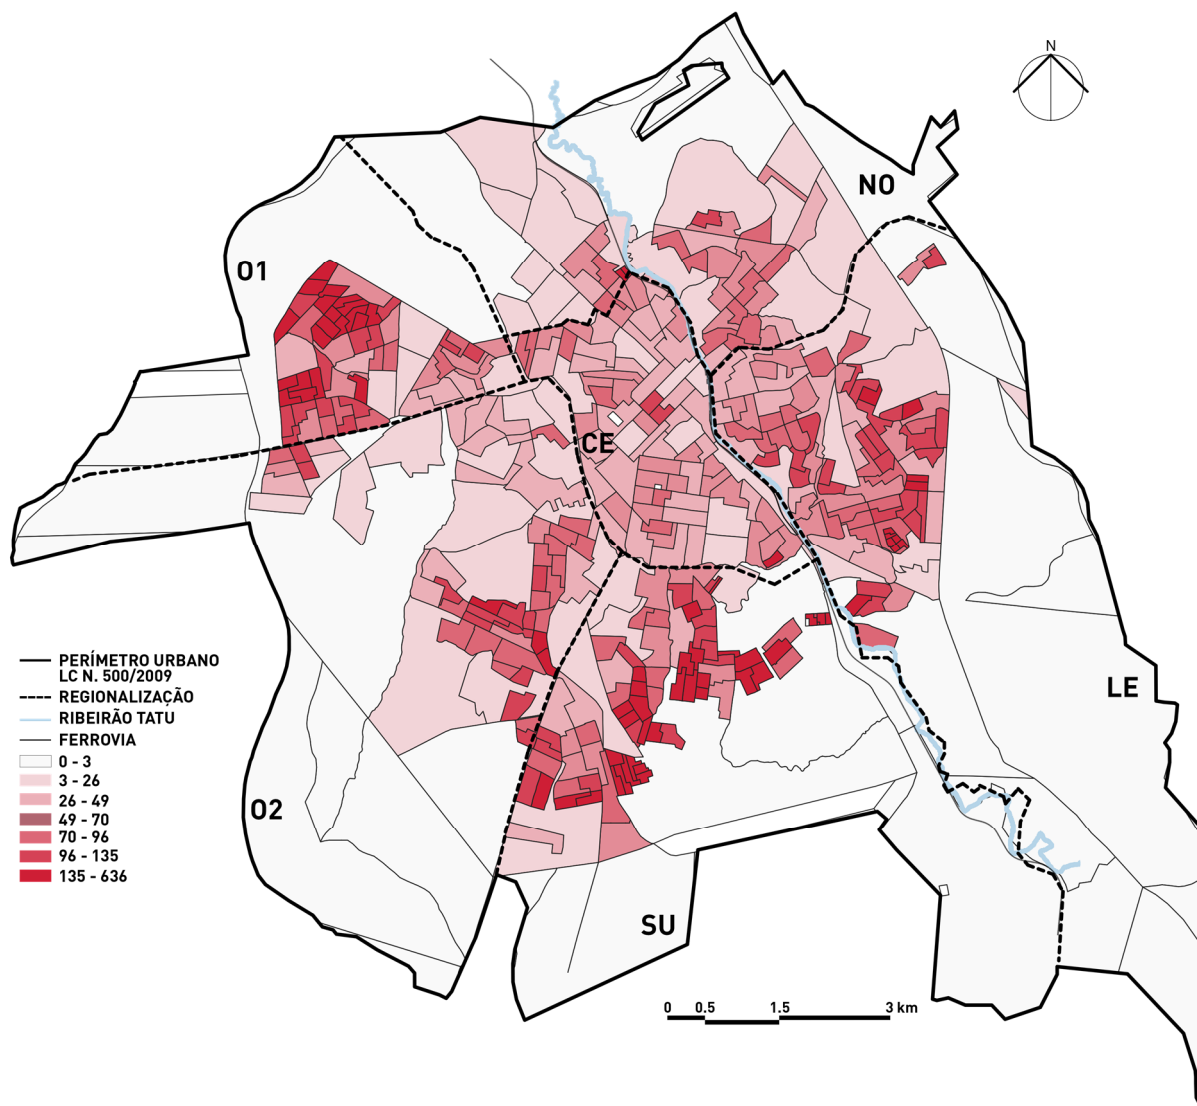 N
NO
O1
CE
LE
O2
SU
PERÍMETRO URBANO
LC N. 500/2009
REGIONALIZAÇÃO
RIBEIRÃO TATU
FERROVIA
0 - 3
3 - 26
26 - 49
49 - 70
70 - 96
96 - 135
135 - 636
0 0.5 1.5 3 km